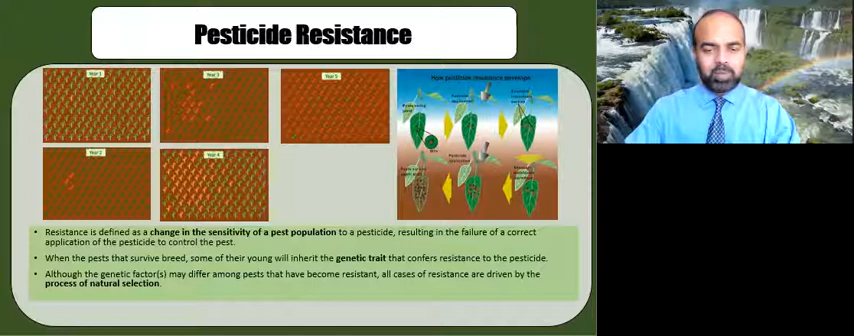 Pesticide Resistance
Year 1
Year 3
Year 5
Year 2
Year 4
How pesticide resistance develops
• Resistance is defined as a change in the sensitivity of a pest population to a pesticide, resulting in the failure of a correct
application of the pesticide to control the pest.
• When the pests that survive breed, some of their young will inherit the genetic trait that confers resistance to the pesticide.
• Although the genetic factor(s) may differ among pests that have become resistant, all cases of resistance are driven by the
process of natural selection.